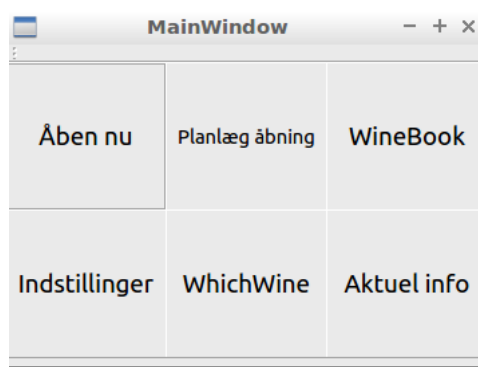 MainWindow
Åben nu
Planlæg åbning
WineBook
Indstillinger
WhichWine
Aktuel info